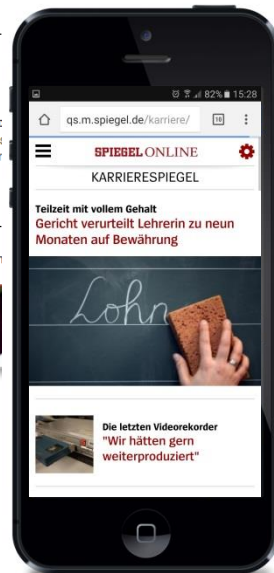 82% 15:28
qs.m.spiegel.de/karriere/ 10
SPIEGEL ONLINE
KARRIERESPIEGEL
Teilzeit mit vollem Gehalt
Gericht verurteilt Lehrerin zu neun
Monaten auf Bewährung
Lohn
Die letzten Videorekorder
"Wir hätten gern
weiterproduziert"